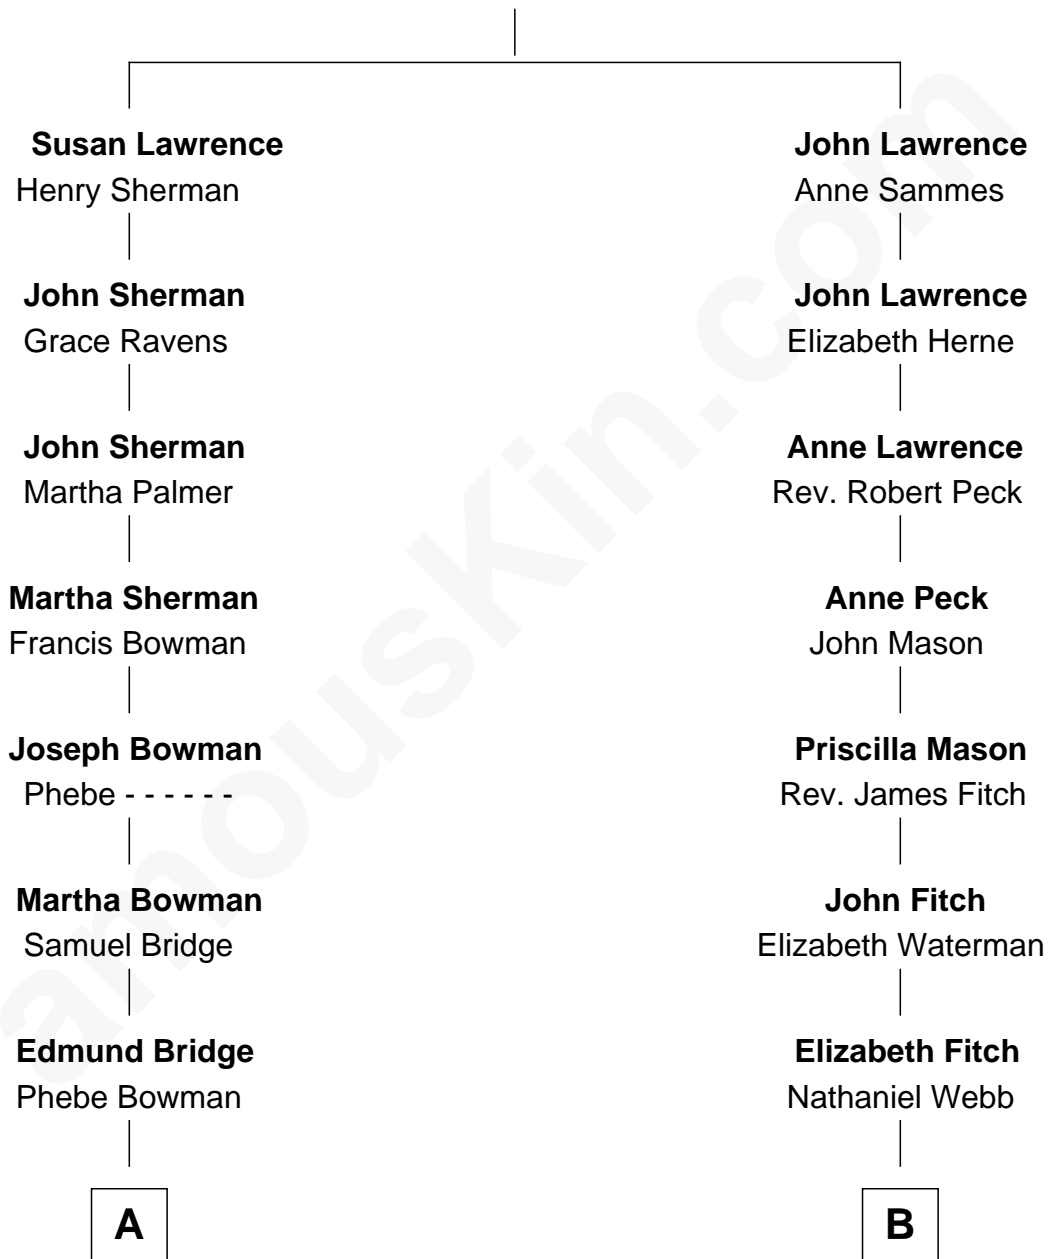 Susan Lawrence
Henry Sherman
John Sherman
Grace Ravens
John Sherman
Martha Palmer
Martha Sherman
Francis Bowman
Joseph Bowman
Phebe - - - - - -
Martha Bowman
Samuel Bridge
Edmund Bridge
Phebe Bowman
A
John Lawrence
Anne Sammes
John Lawrence
Elizabeth Herne
Anne Lawrence
Rev. Robert Peck
Anne Peck
John Mason
Priscilla Mason
Rev. James Fitch
John Fitch
Elizabeth Waterman
Elizabeth Fitch
Nathaniel Webb
B
amousKin.com